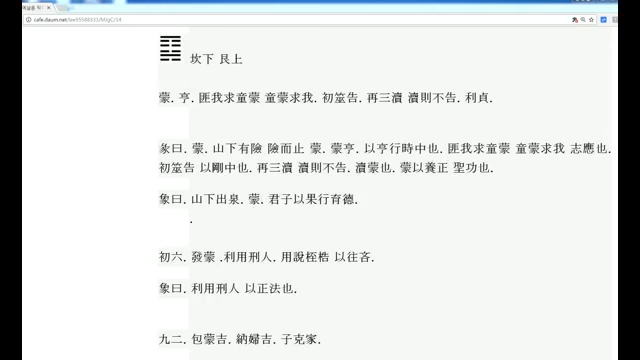 cafe.daum.net/lee55588333/MXgC/14
坎下 艮上
蒙. 亨. 匪我求童蒙 童蒙求我. 初筮告. 再三瀆 瀆則不告. 利貞.
彖曰. 蒙. 山下有險 險而止 蒙. 蒙亨. 以亨行時中也. 匪我求童蒙 童蒙求我 志應也.
初筮告 以剛中也. 再三瀆 瀆則不告. 瀆蒙也. 蒙以養正 聖功也.
象曰. 山下出泉. 蒙. 君子以果行育德.
.
初六. 發蒙 .利用刑人. 用說桎梏 以往吝.
象曰. 利用刑人 以正法也.
九二. 包蒙吉. 納婦吉. 子克家.